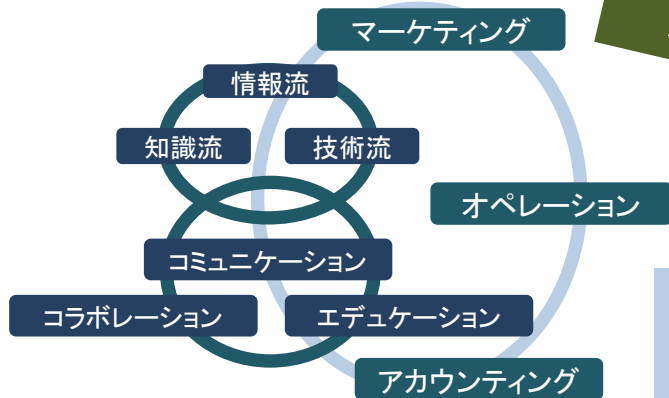 マーケティング
情報流
知識流
技術流
オペレーション
コミュニケーション
コラボレーション
エデュケーション
アカウンティング